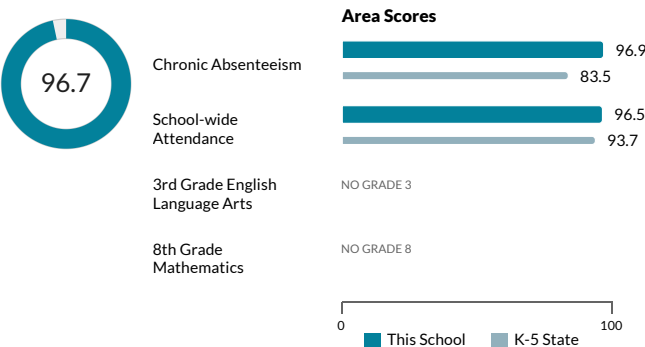 Area Scores
96.7
Chronic Absenteeism
96.9
83.5
School-wide
Attendance
96.5
93.7
3rd Grade English
Language Arts
NO GRADE 3
8th Grade
Mathematics
NO GRADE 8
0
100
This School
K-5 State